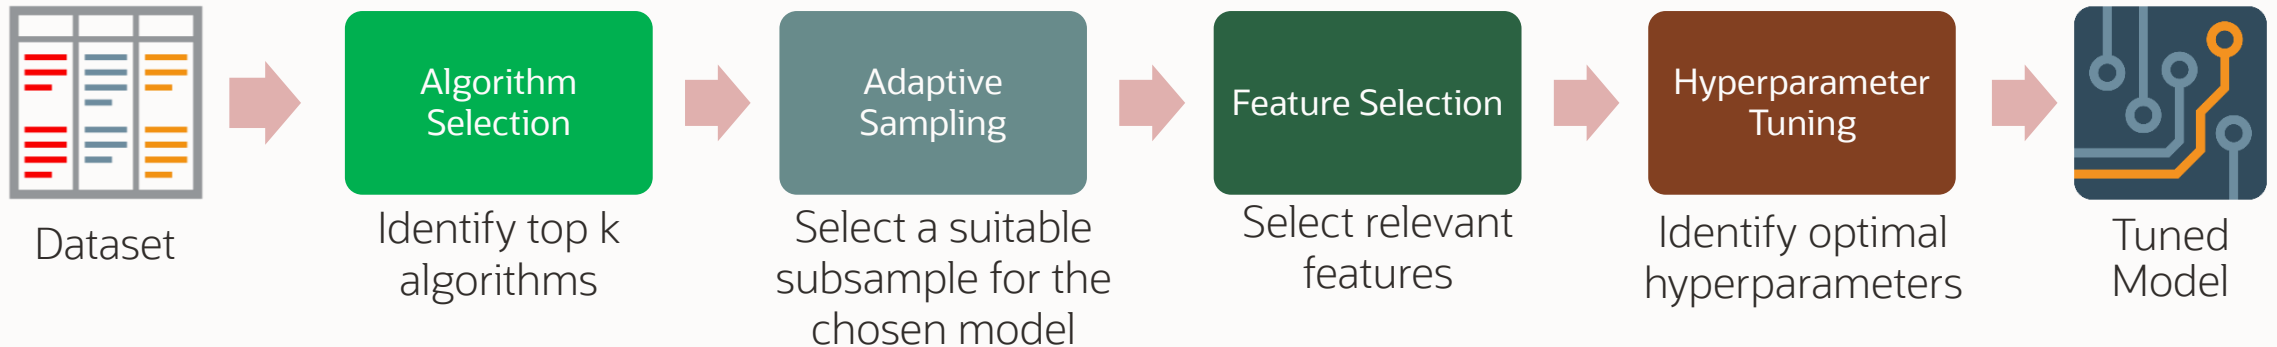 Dataset
Algorithm
Selection
Identify top k
algorithms
Adaptive
Sampling
Select a suitable
subsample for the
chosen model
Feature Selection
Select relevant
features
Hyperparameter
Tuning
Identify optimal
hyperparameters
Tuned
Model